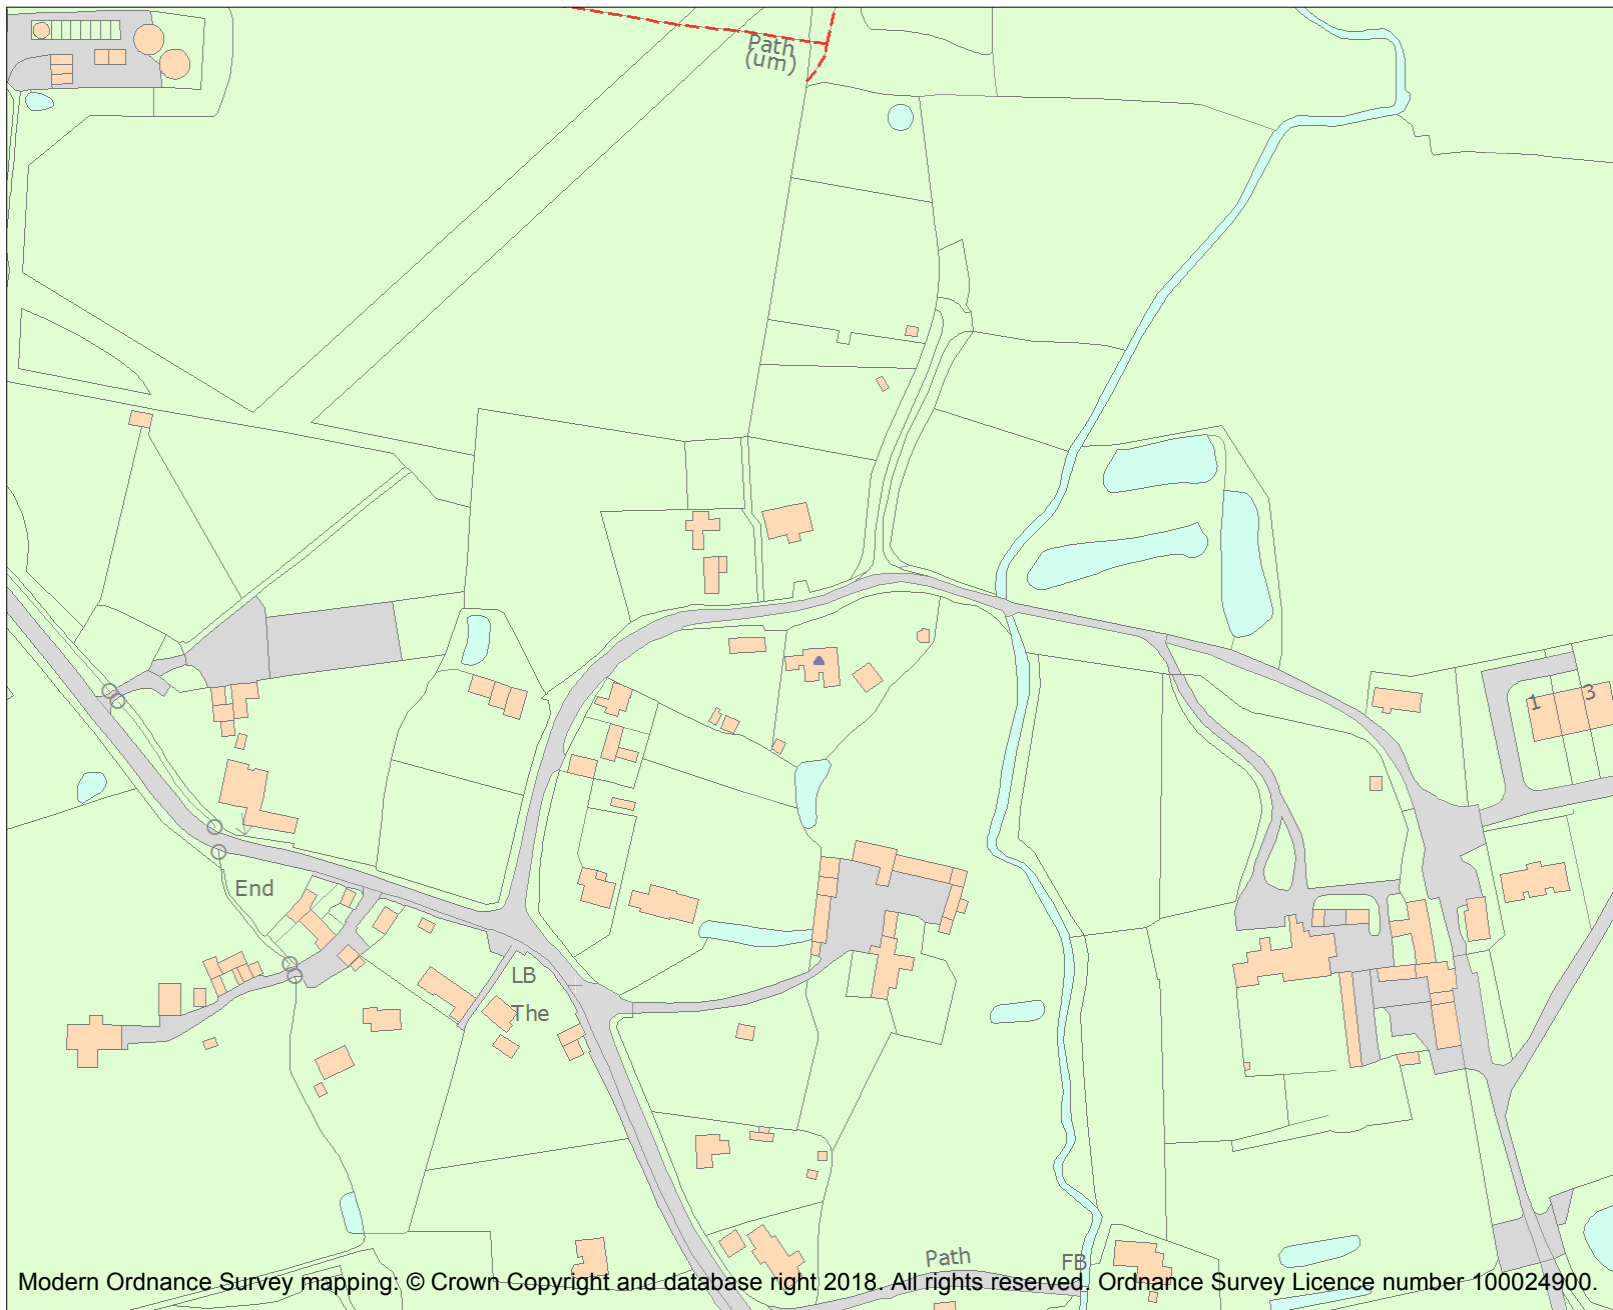 Path
(um)
1
3
End
LB
The
Path
FB
Modern Ordnance Survey mapping: © Crown Copyright and database right 2018. All rights reserved. Ordnance Survey Licence number 100024900.